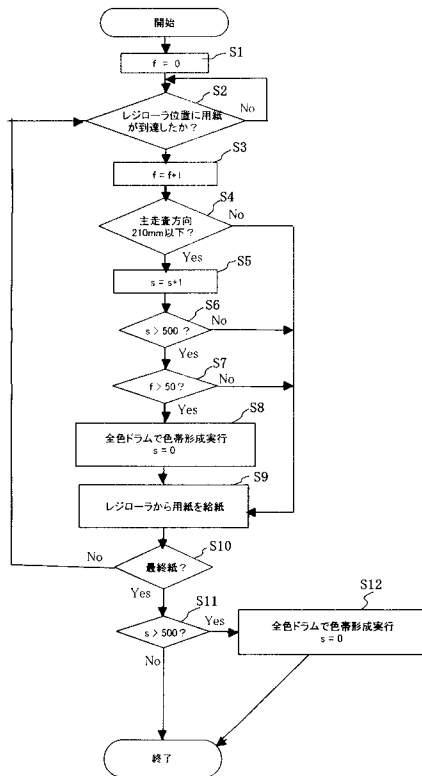 開始
S1
f = 0
S2
レジローラ位置に用紙
が到達したか？
No
S3
f = f+1
S4
主走査方向
210mm以下？
No
Yes
S5
s = s+1
S6
s > 500 ？
No
Yes
S7
f > 50？
No
Yes
S8
全色ドラムで色帯形成実行
s = 0
S9
レジローラから用紙を給紙
S10
最終紙？
No
Yes
S11
s > 500？
Yes
No
S12
全色ドラムで色帯形成実行
s = 0
終了